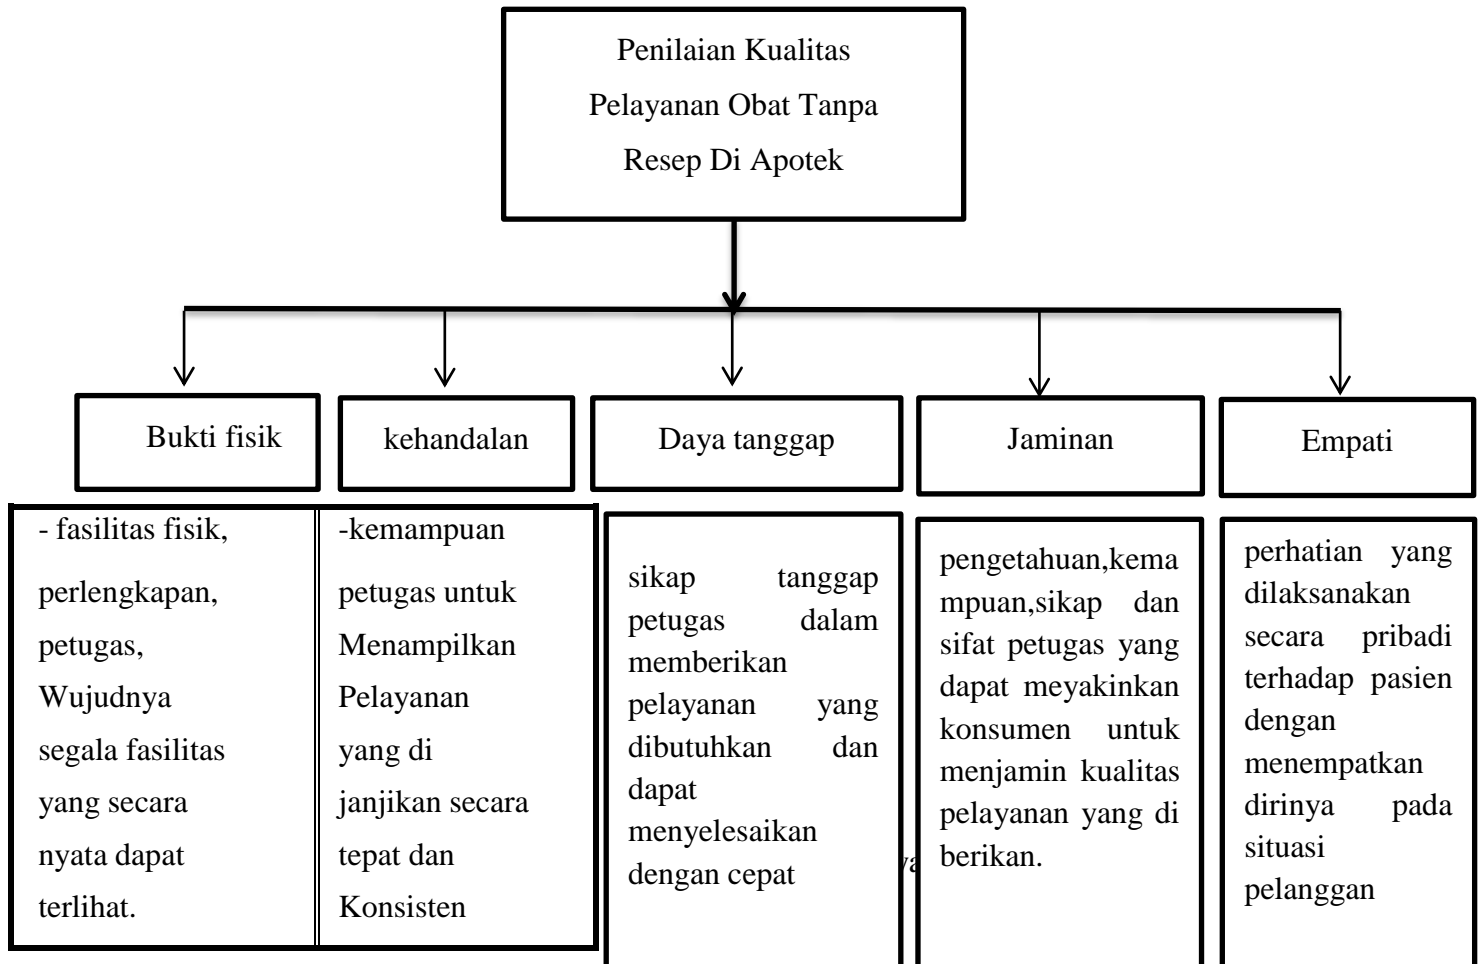 Penilaian Kualitas
Pelayanan Obat Tanpa
Resep Di Apotek
Bukti fisik
kehandalan
Daya tanggap
Jaminan
Empati
- fasilitas fisik,
perlengkapan,
petugas,
Wujudnya
segala fasilitas
yang secara
nyata dapat
terlihat.
-kemampuan
petugas untuk
Menampilkan
Pelayanan
yang di
janjikan secara
tepat dan
Konsisten
sikap tanggap
petugas dalam
memberikan
pelayanan yang
dibutuhkan dan
dapat
menyelesaikan
dengan cepat
pengetahuan,kema
mpuan,sikap dan
sifat petugas yang
dapat meyakinkan
konsumen untuk
menjamin kualitas
pelayanan yang di
berikan.
perhatian yang
dilaksanakan
secara pribadi
terhadap pasien
dengan
menempatkan
dirinya pada
situasi
pelanggan